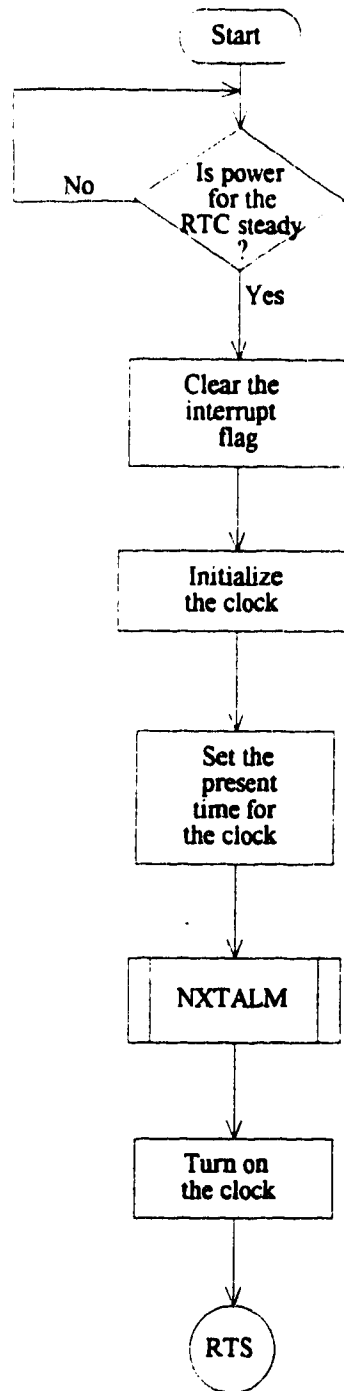 Start
Is power
for the
RTC steady
?
No
Yes
Clear the
interrupt
flag
Initialize
the clock
Set the
present
time for
the clock
NXTALM
Turn on
the clock
RTS